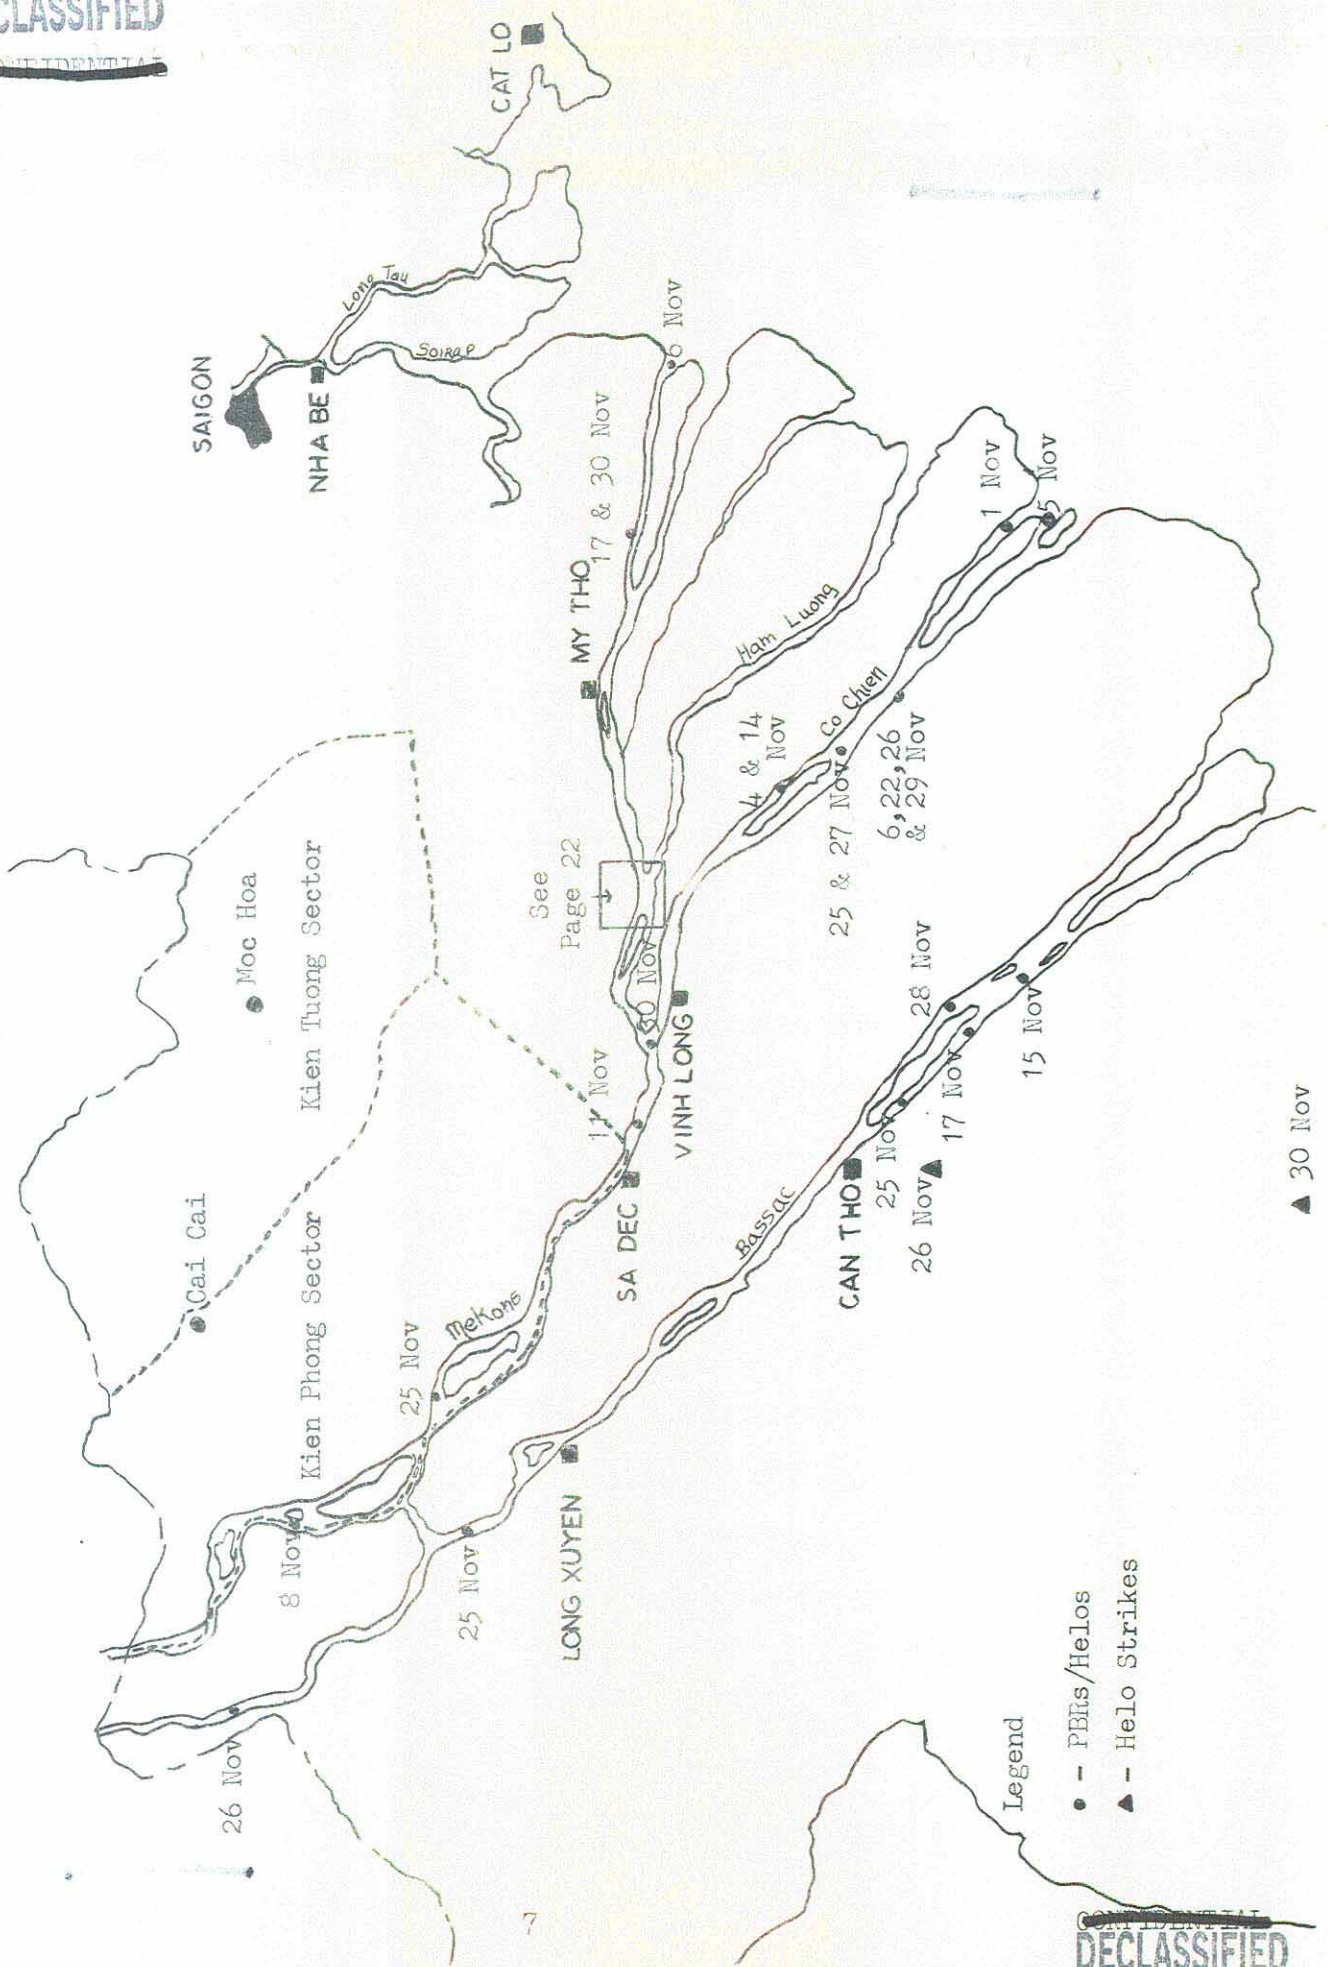 CLASSIFIED
CONFIDENTIAL
CAT LO
SAIGON
NHA BE
Long Tau
Soirap
6 Nov
17 & 30 Nov
MY THO
1 Nov
5 Nov
Ham Luong
Co Chien
4 & 14
Nov
25 & 27 Nov
6,22,26
& 29 Nov
See
Page 22
Moc Hoa
Kien Tuong Sector
30 Nov
VINH LONG
11 Nov
SA DEC
28 Nov
15 Nov
17 Nov
25 Nov
26 Nov
CAN THO
Bassac
30 Nov
Cai Cai
Kien Phong Sector
Mekong
25 Nov
8 Nov
25 Nov
LONG XUYEN
26 Nov
Legend
● - PBRs/Helos
▲ - Helo Strikes
7
CONFIDENTIAL
DECLASSIFIED